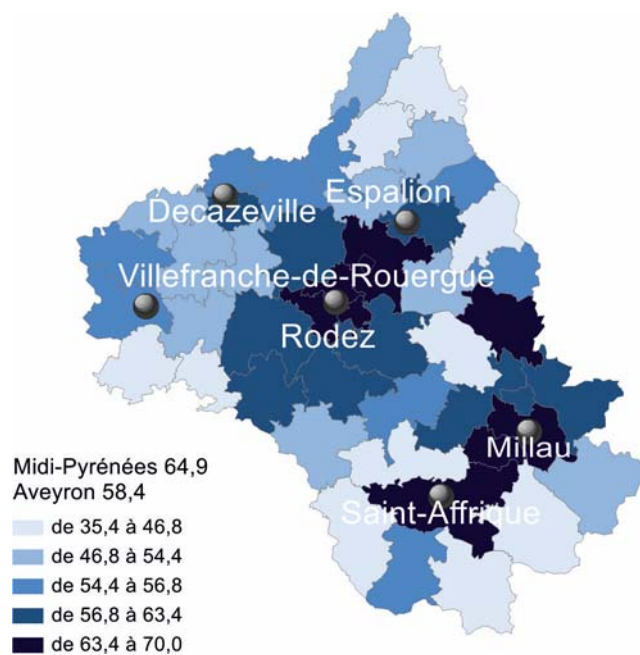 Espalion
Decazeville
Villefranche-de-Rouergue
Rodez
Millau
Saint-Affrique
Midi-Pyrénées 64,9
Aveyron 58,4
de 35,4 à 46,8
de 46,8 à 54,4
de 54,4 à 56,8
de 56,8 à 63,4
de 63,4 à 70,0